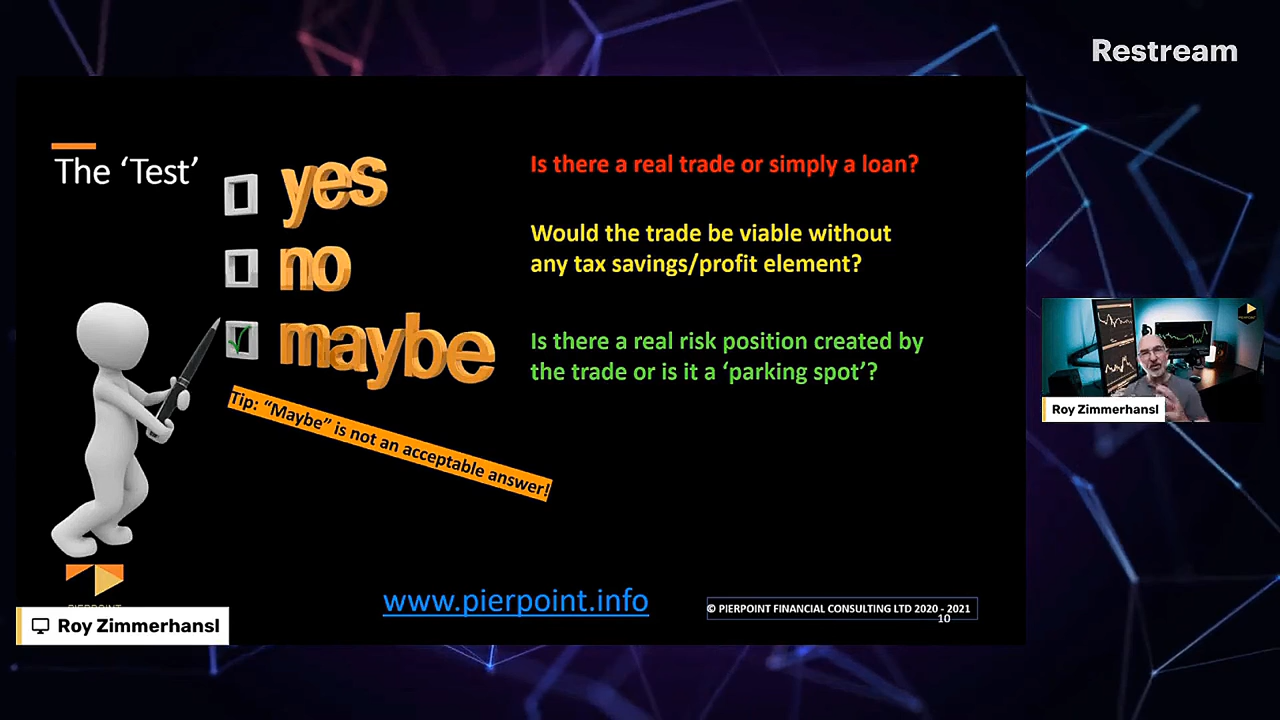 Restream
The ‘Test’
yes
no
maybe
Tip: “Maybe” is not an acceptable answer!
Is there a real trade or simply a loan?
Would the trade be viable without
any tax savings/profit element?
Is there a real risk position created by
the trade or is it a ‘parking spot’?
Roy Zimmerhansl
PIERPOINT
www.pierpoint.info
© PIERPOINT FINANCIAL CONSULTING LTD 2020 - 2021
10
Roy Zimmerhansl